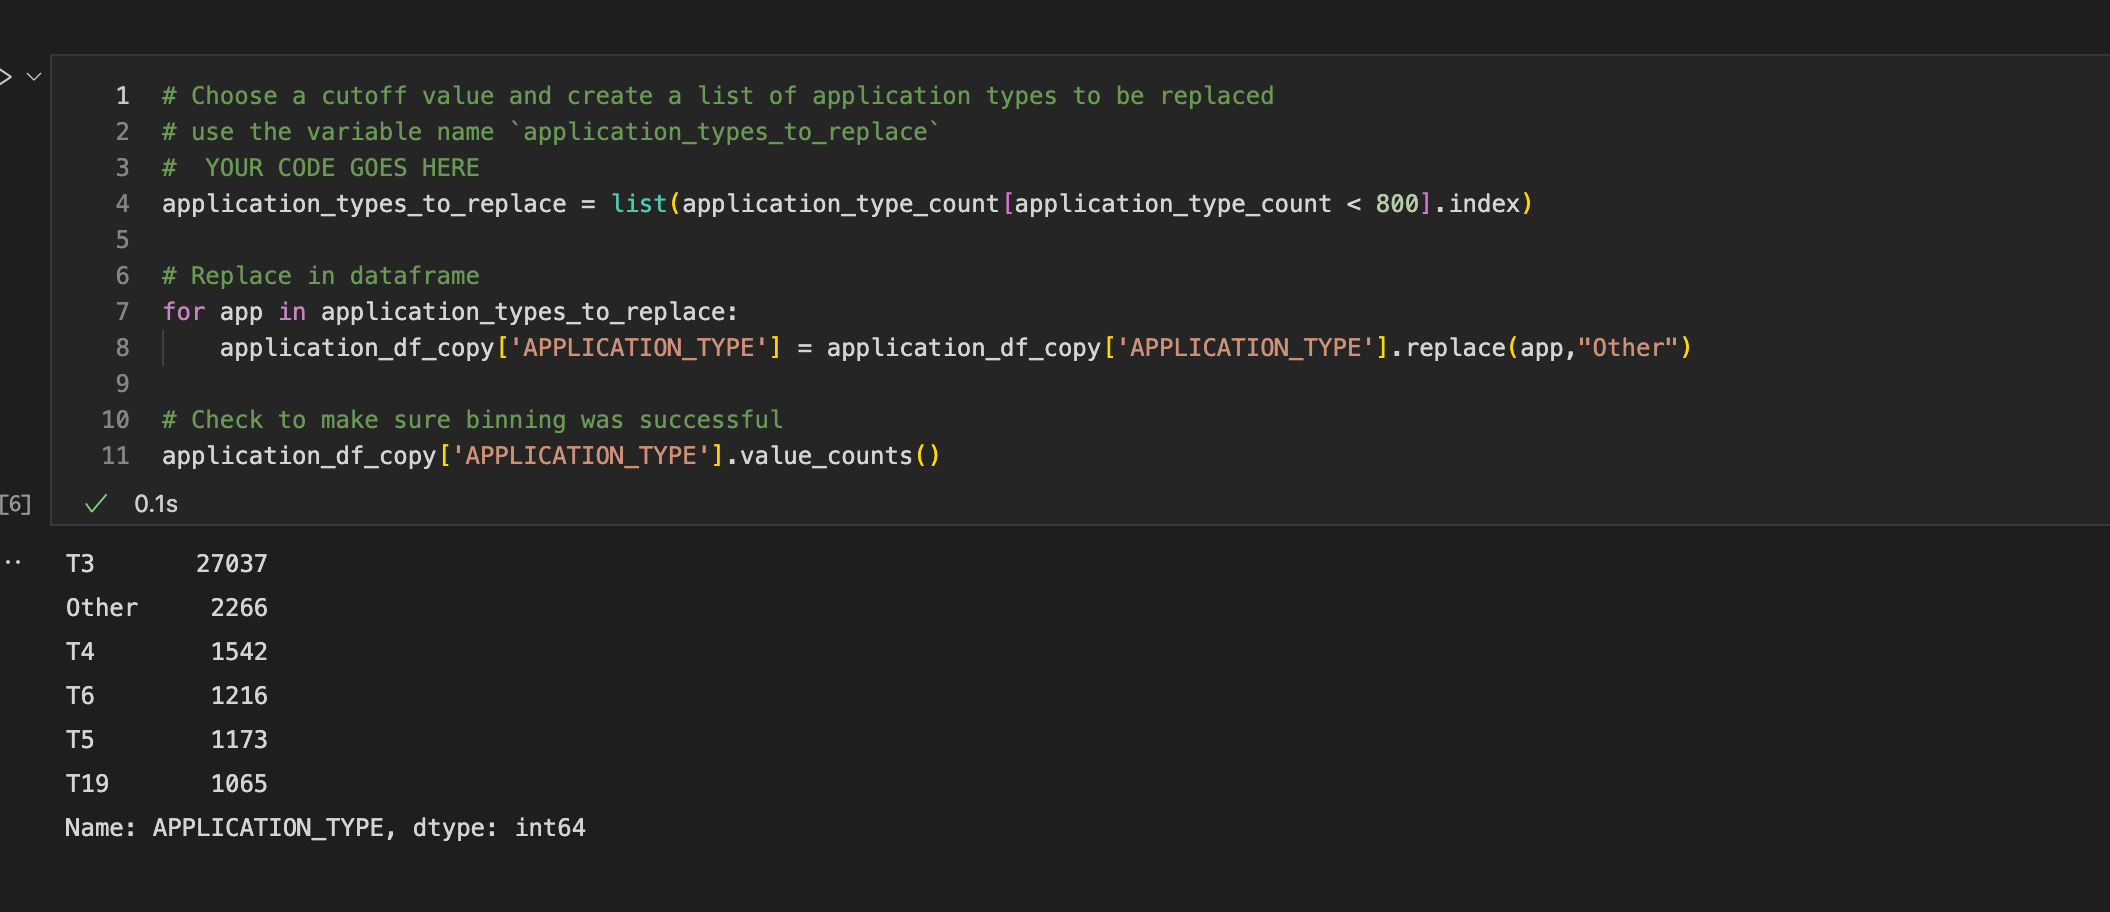 1 # Choose a cutoff value and create a list of application types to be replaced
2 # use the variable name `application_types_to_replace`
3 #  YOUR CODE GOES HERE
4 application_types_to_replace = list(application_type_count[application_type_count < 800].index)
5
6 # Replace in dataframe
7 for app in application_types_to_replace:
8     application_df_copy['APPLICATION_TYPE'] = application_df_copy['APPLICATION_TYPE'].replace(app,"Other")
9
10 # Check to make sure binning was successful
11 application_df_copy['APPLICATION_TYPE'].value_counts()
[6] ✓ 0.1s
T3       27037
Other     2266
T4        1542
T6        1216
T5        1173
T19       1065
Name: APPLICATION_TYPE, dtype: int64